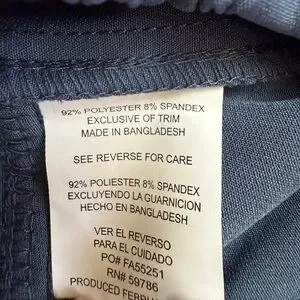 92% POLYESTER 8% SPANDEX
EXCLUSIVE OF TRIM
MADE IN BANGLADESH
SEE REVERSE FOR CARE
92% POLIESTER 8% SPANDEX
EXCLUYENDO LA GUARNICION
HECHO EN BANGLADESH
VER EL REVERSO
PARA EL CUIDADO
PO# FA55251
RN# 59786
PRODUCED